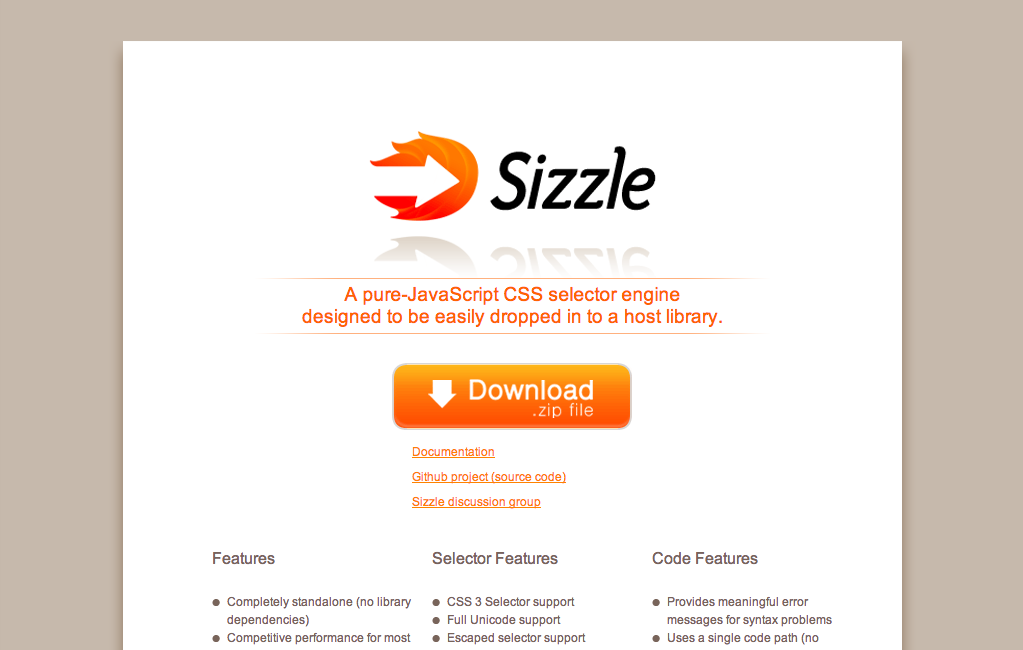 Sizzle
A pure-JavaScript CSS selector engine
designed to be easily dropped in to a host library.
Download
.zip file
Documentation
Github project (source code)
Sizzle discussion group
Features
Completely standalone (no library
dependencies)
Competitive performance for most
Selector Features
CSS 3 Selector support
Full Unicode support
Escaped selector support
Code Features
Provides meaningful error
messages for syntax problems
Uses a single code path (no